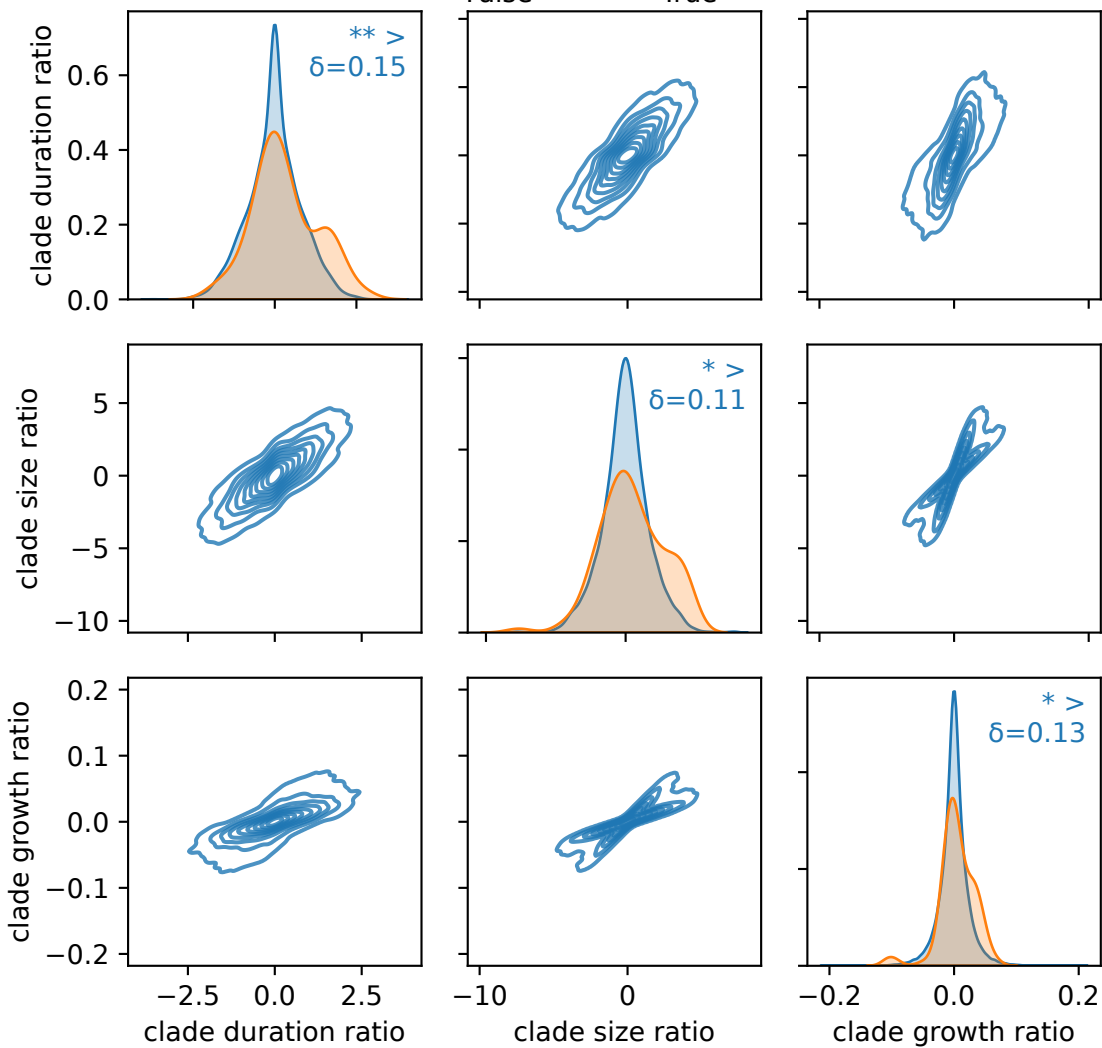 False True
clade duration ratio
0.6
0.4
0.2
0.0
** >
δ=0.15
clade size ratio
5
0
−5
−10
* >
δ=0.11
clade growth ratio
0.2
0.1
0.0
−0.1
−0.2
* >
δ=0.13
−2.5 0.0 2.5
−10 0
−0.2 0.0 0.2
clade duration ratio
clade size ratio
clade growth ratio